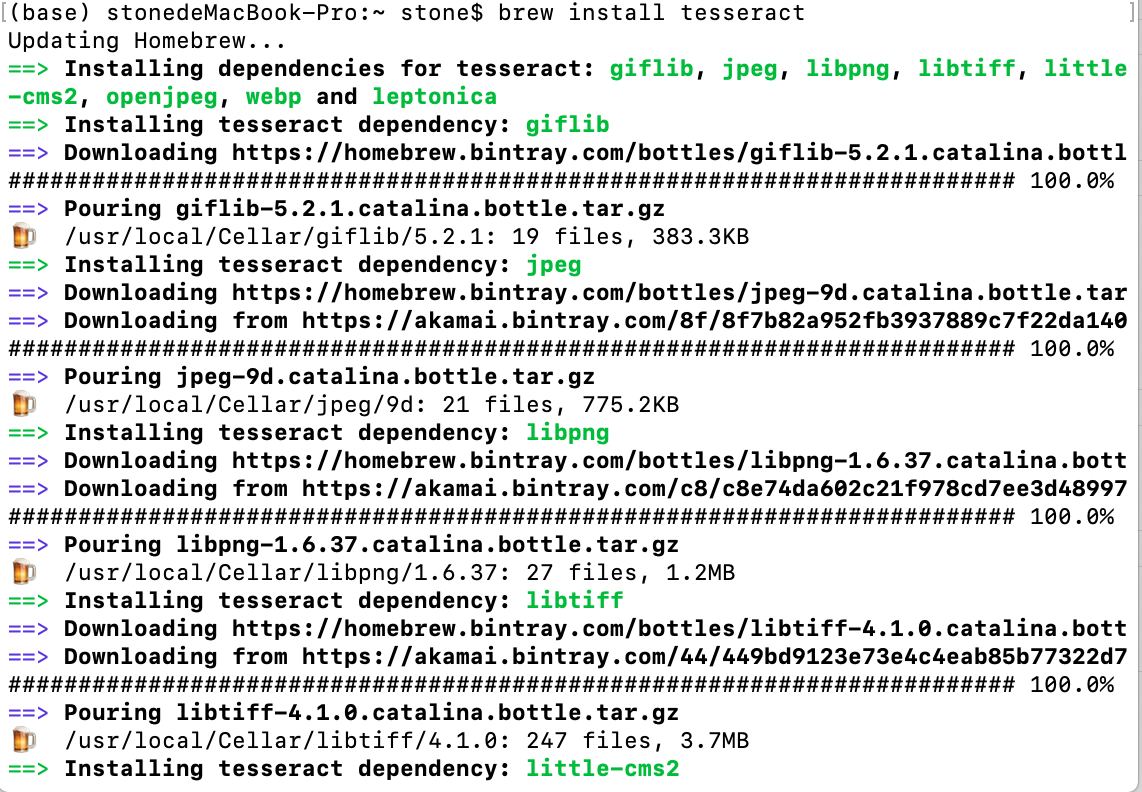 (base) stonedeMacBook-Pro:~ stone$ brew install tesseract
Updating Homebrew...
==> Installing dependencies for tesseract: giflib, jpeg, libpng, libtiff, little
-cms2, openjpeg, webp and leptonica
==> Installing tesseract dependency: giflib
==> Downloading https://homebrew.bintray.com/bottles/giflib-5.2.1.catalina.bottl
######################################################################## 100.0%
==> Pouring giflib-5.2.1.catalina.bottle.tar.gz
🍺  /usr/local/Cellar/giflib/5.2.1: 19 files, 383.3KB
==> Installing tesseract dependency: jpeg
==> Downloading https://homebrew.bintray.com/bottles/jpeg-9d.catalina.bottle.tar
==> Downloading from https://akamai.bintray.com/8f/8f7b82a952fb3937889c7f22da140
######################################################################## 100.0%
==> Pouring jpeg-9d.catalina.bottle.tar.gz
🍺  /usr/local/Cellar/jpeg/9d: 21 files, 775.2KB
==> Installing tesseract dependency: libpng
==> Downloading https://homebrew.bintray.com/bottles/libpng-1.6.37.catalina.bott
==> Downloading from https://akamai.bintray.com/c8/c8e74da602c21f978cd7ee3d48997
######################################################################## 100.0%
==> Pouring libpng-1.6.37.catalina.bottle.tar.gz
🍺  /usr/local/Cellar/libpng/1.6.37: 27 files, 1.2MB
==> Installing tesseract dependency: libtiff
==> Downloading https://homebrew.bintray.com/bottles/libtiff-4.1.0.catalina.bott
==> Downloading from https://akamai.bintray.com/44/449bd9123e73e4c4eab85b77322d7
######################################################################## 100.0%
==> Pouring libtiff-4.1.0.catalina.bottle.tar.gz
🍺  /usr/local/Cellar/libtiff/4.1.0: 247 files, 3.7MB
==> Installing tesseract dependency: little-cms2